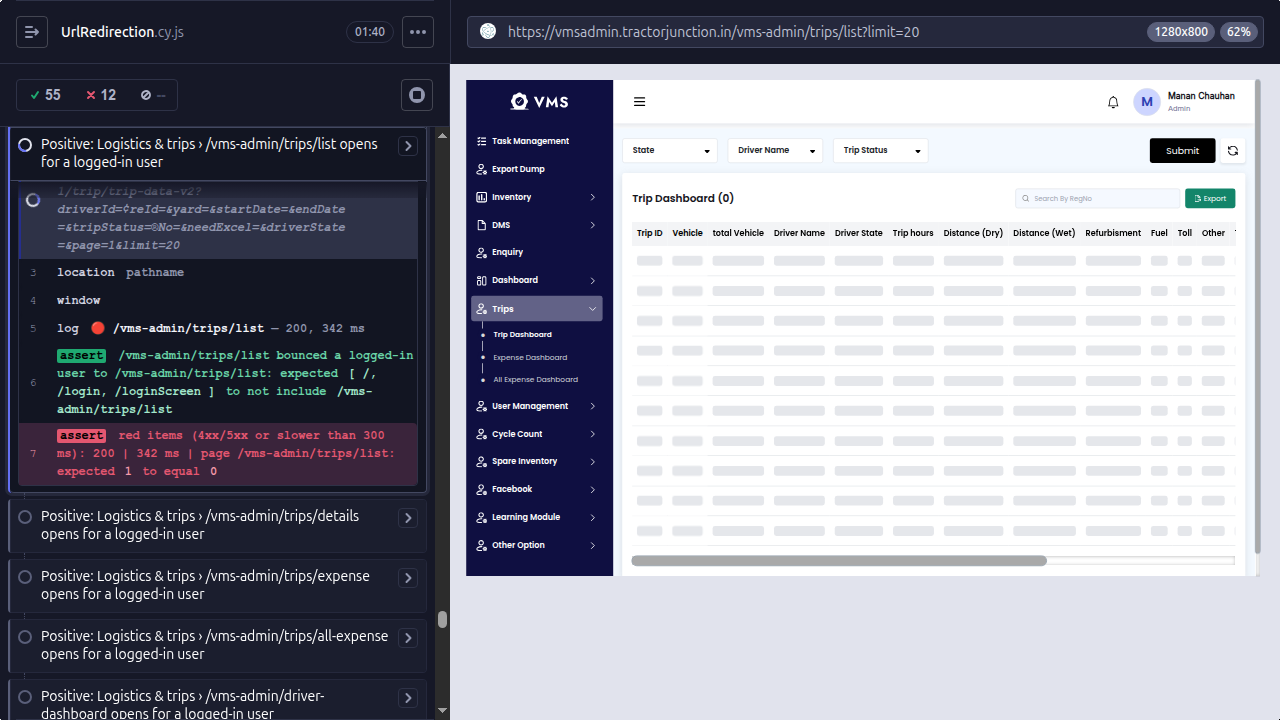 UrlRedirection.cy.js
01:40
55
12
--
Positive: Logistics & trips › /vms-admin/trips/list opens for a logged-in user
1/trip/trip-data-v2?
driverId=&reId=&yard=&startDate=&endDate
=&tripStatus=®No=&needExcel=&driverState
=&page=1&limit=20
3 location pathname
4 window
5 log 🔴 /vms-admin/trips/list — 200, 342 ms
6 assert /vms-admin/trips/list bounced a logged-in
user to /vms-admin/trips/list: expected [ /,
/login, /loginScreen ] to not include /vms-
admin/trips/list
7 assert red items (4xx/5xx or slower than 300
ms): 200 | 342 ms | page /vms-admin/trips/list:
expected 1 to equal 0
Positive: Logistics & trips › /vms-admin/trips/details
opens for a logged-in user
Positive: Logistics & trips › /vms-admin/trips/expense
opens for a logged-in user
Positive: Logistics & trips › /vms-admin/trips/all-expense
opens for a logged-in user
Positive: Logistics & trips › /vms-admin/driver-
dashboard opens for a logged-in user
https://vmsadmin.tractorjunction.in/vms-admin/trips/list?limit=20
1280x800
62%
VMS
Task Management
Export Dump
Inventory
DMS
Enquiry
Dashboard
Trips
Trip Dashboard
Expense Dashboard
All Expense Dashboard
User Management
Cycle Count
Spare Inventory
Facebook
Learning Module
Other Option
M
Manan Chauhan
Admin
State
Driver Name
Trip Status
Submit
Trip Dashboard (0)
Search By RegNo
Export
Trip ID Vehicle total Vehicle Driver Name Driver State Trip hours Distance (Dry) Distance (Wet) Refurbisment Fuel Toll Other